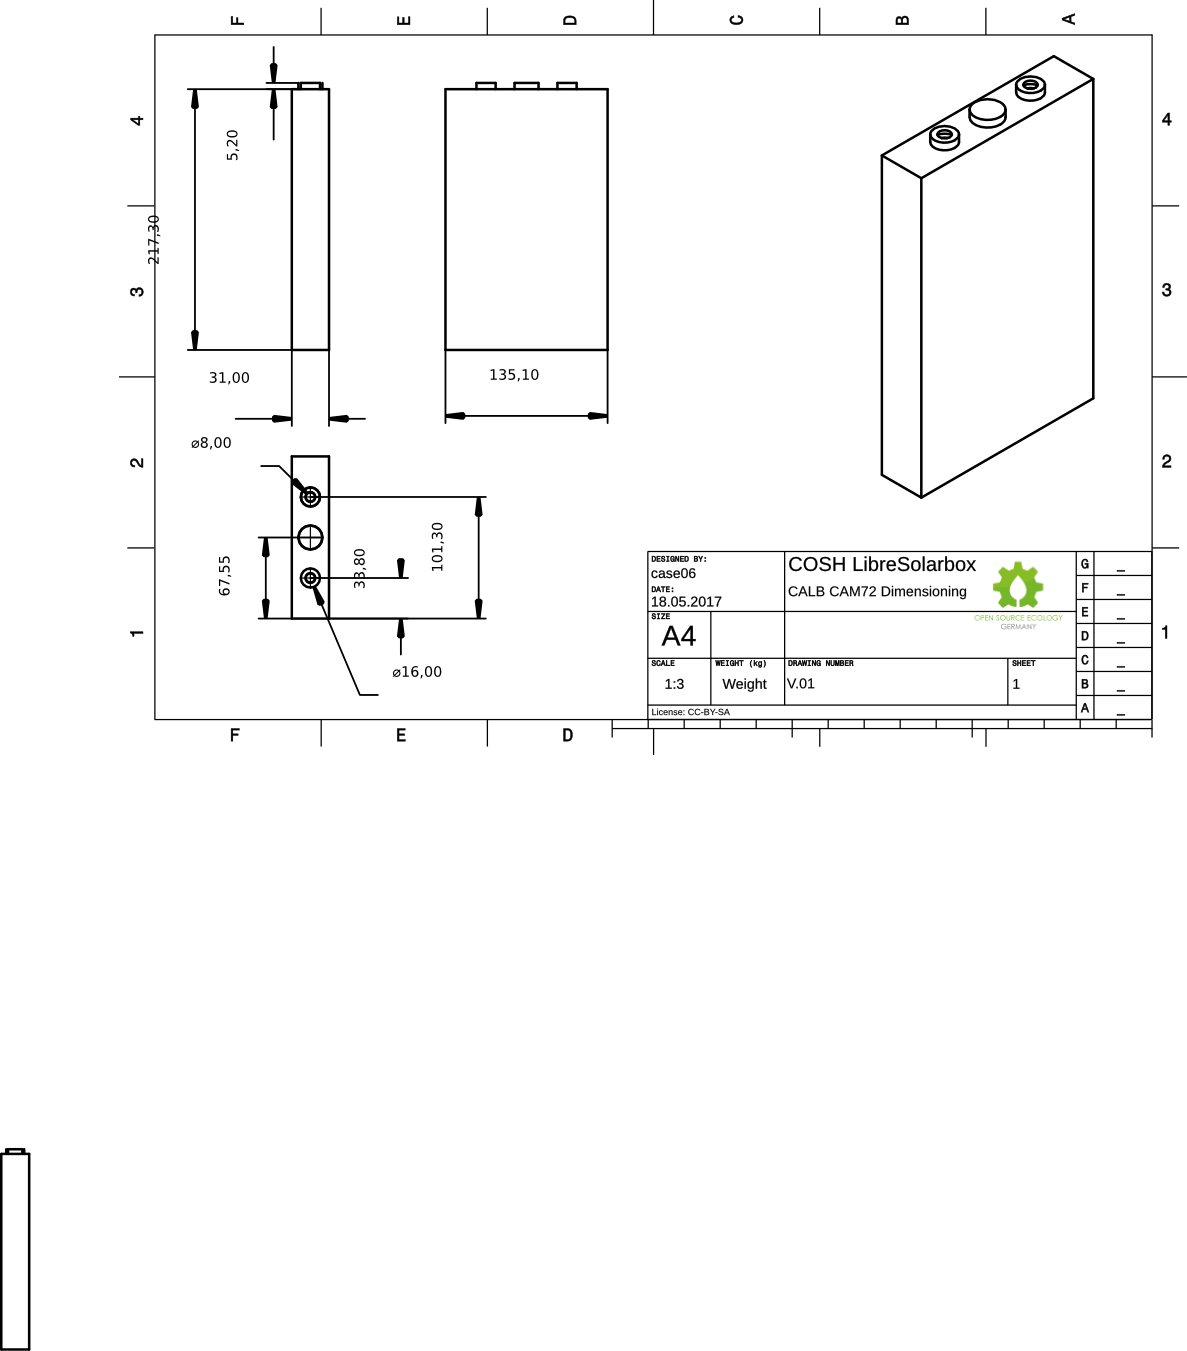 F E D C B A
4
4
5,20
217,30
3
3
31,00
135,10
⌀8,00
2
2
101,30
33,80
67,55
1
1
⌀16,00
DESIGNED BY:
case06
DATE:
18.05.2017
COSH LibreSolarbox
CALB CAM72 Dimensioning
OPEN SOURCE ECOLOGY
GERMANY
SIZE
A4
SCALE
1:3
WEIGHT (kg)
Weight
DRAWING NUMBER
V.01
SHEET
1
License: CC-BY-SA
G _
F _
E _
D _
C _
B _
A _
F E D